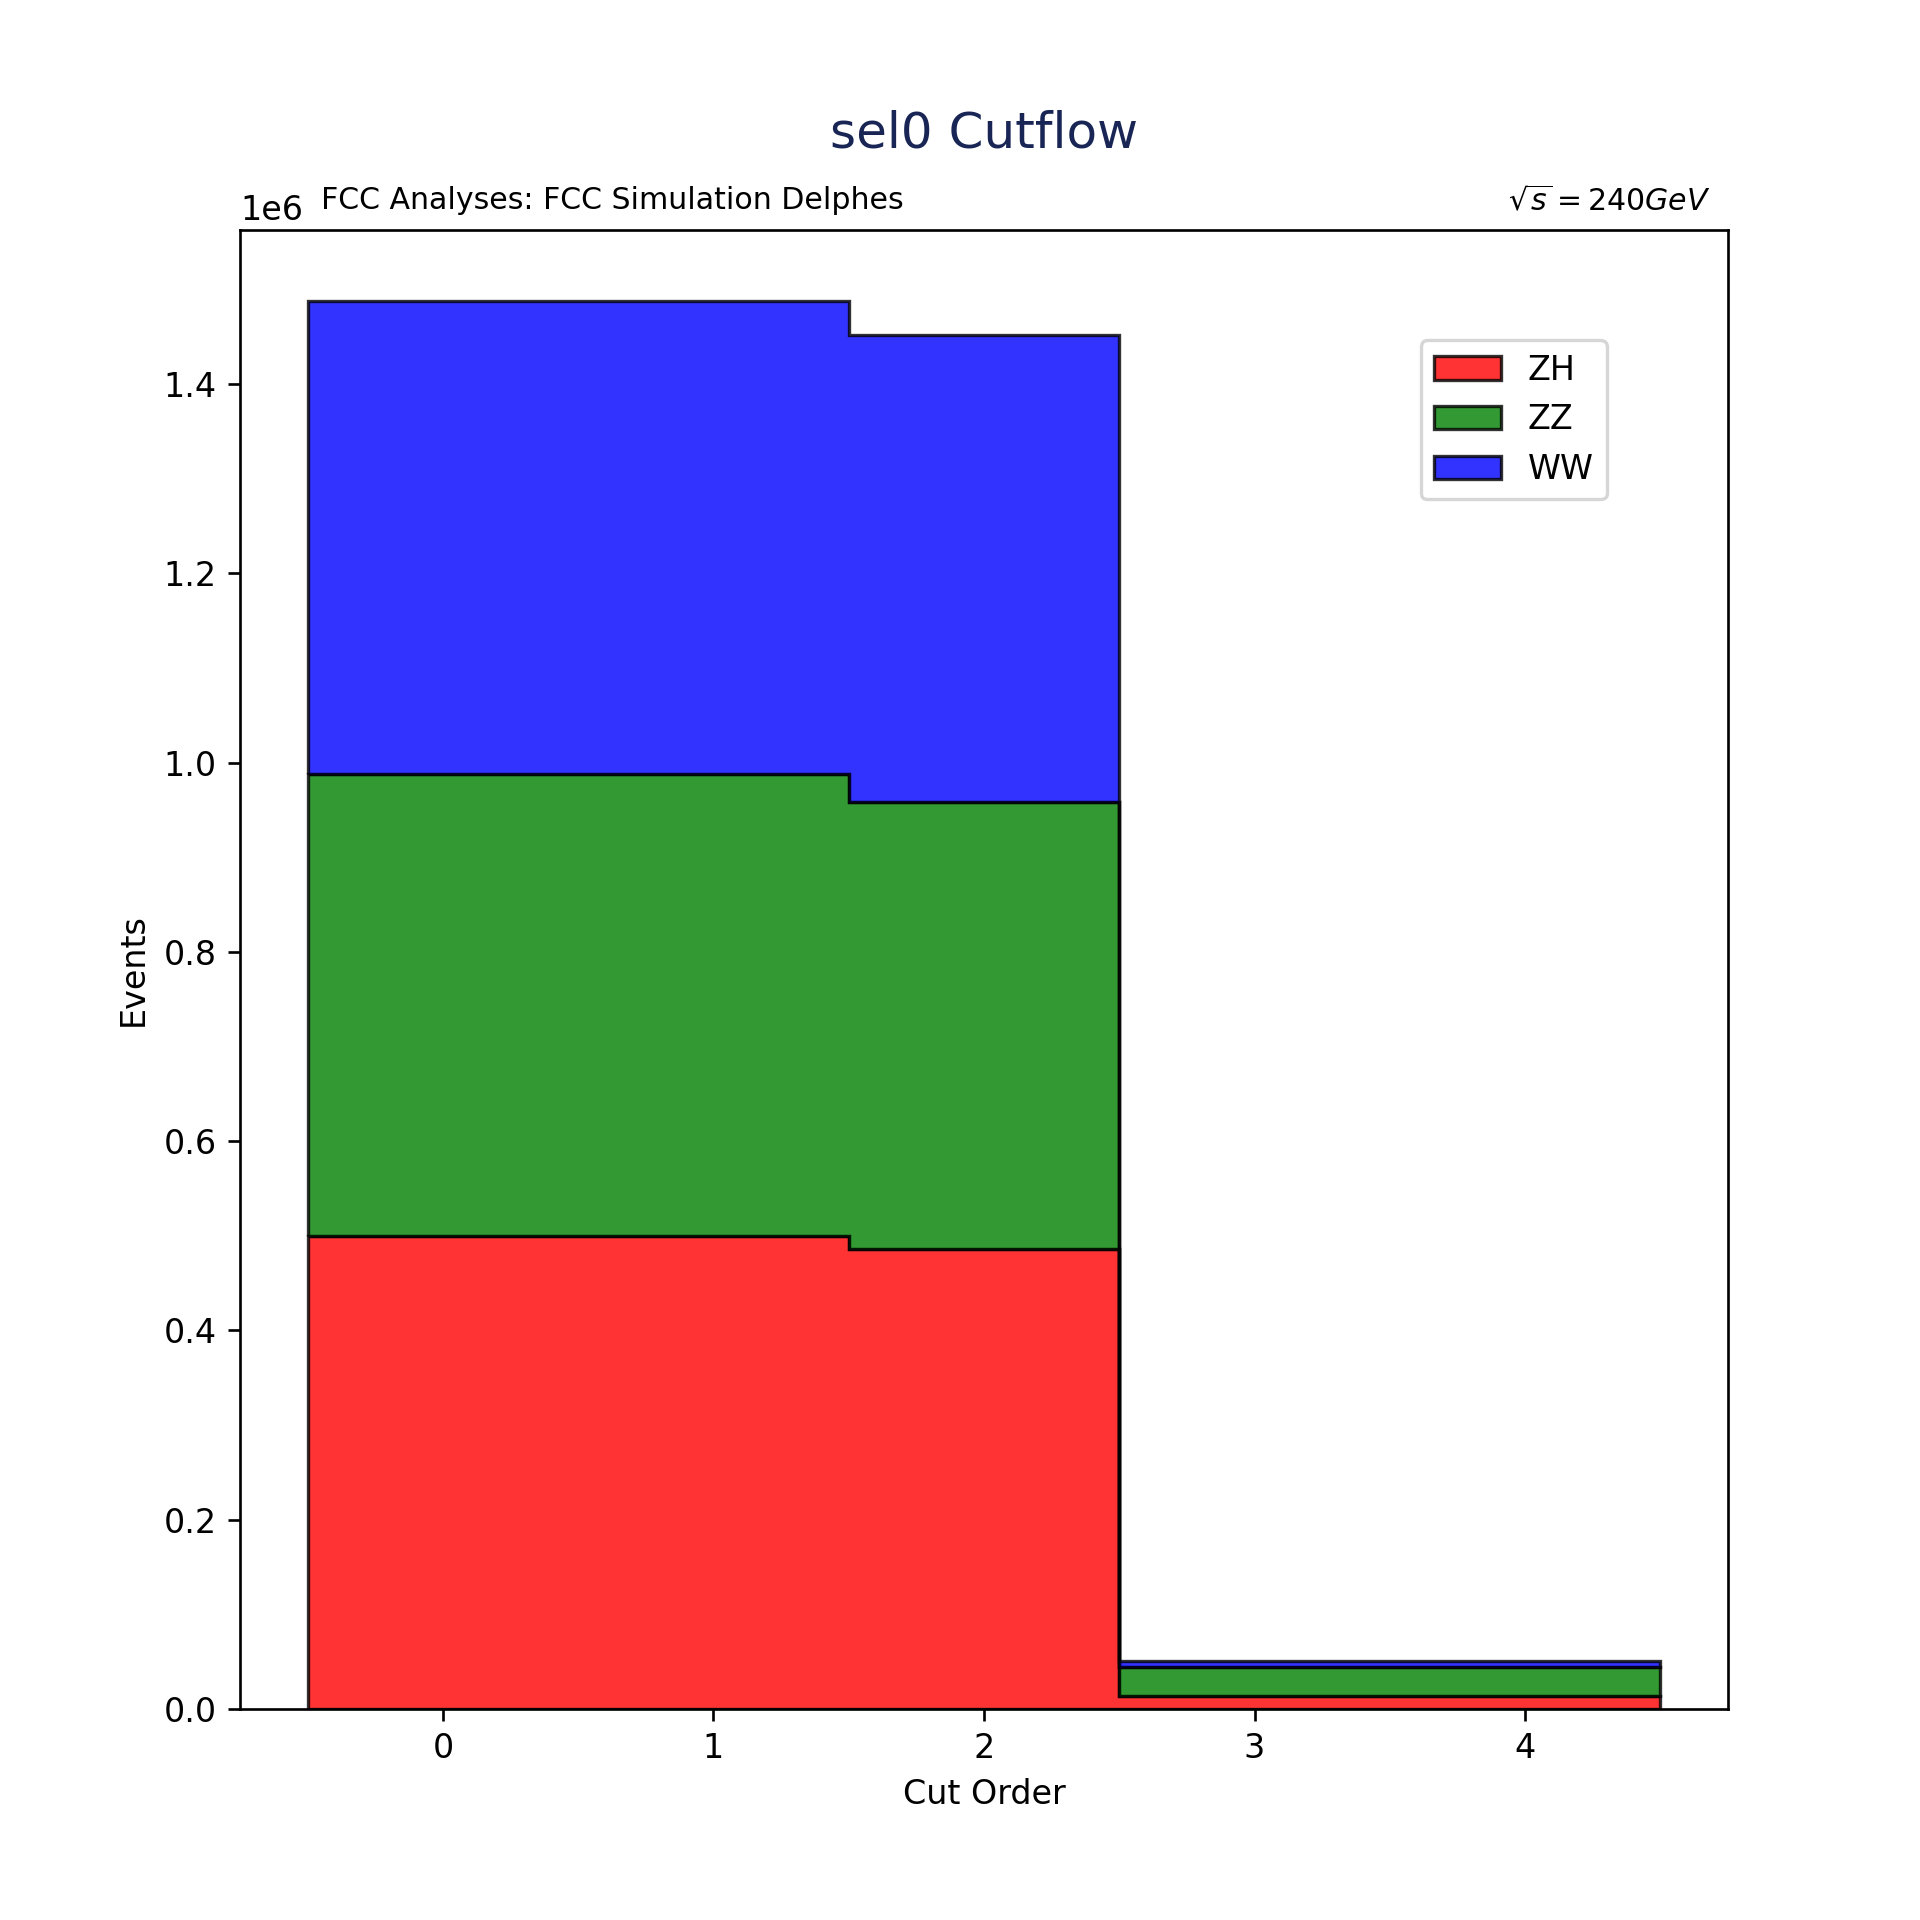 sel0 Cutflow
1e6 FCC Analyses: FCC Simulation Delphes √s = 240GeV
ZH
ZZ
WW
1.4
1.2
1.0
0.8
0.6
0.4
0.2
0.0
Events
0 1 2 3 4
Cut Order